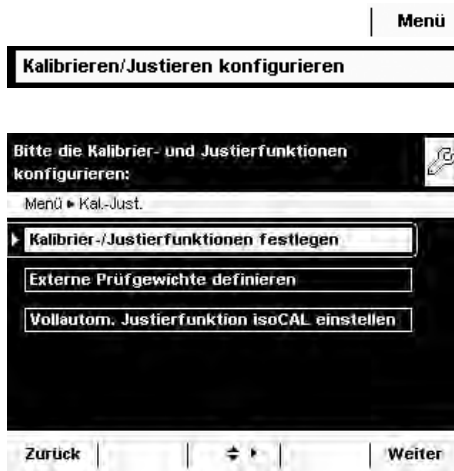 Menü
Kalibrieren/Justieren konfigurieren
Bitte die Kalibrier- und Justierfunktionen
konfigurieren:
Menü ▸ Kal.-Just.
Kalibrier-/Justierfunktionen festlegen
Externe Prüfgewichte definieren
Vollautom. Justierfunktion isoCAL einstellen
Zurück
Weiter